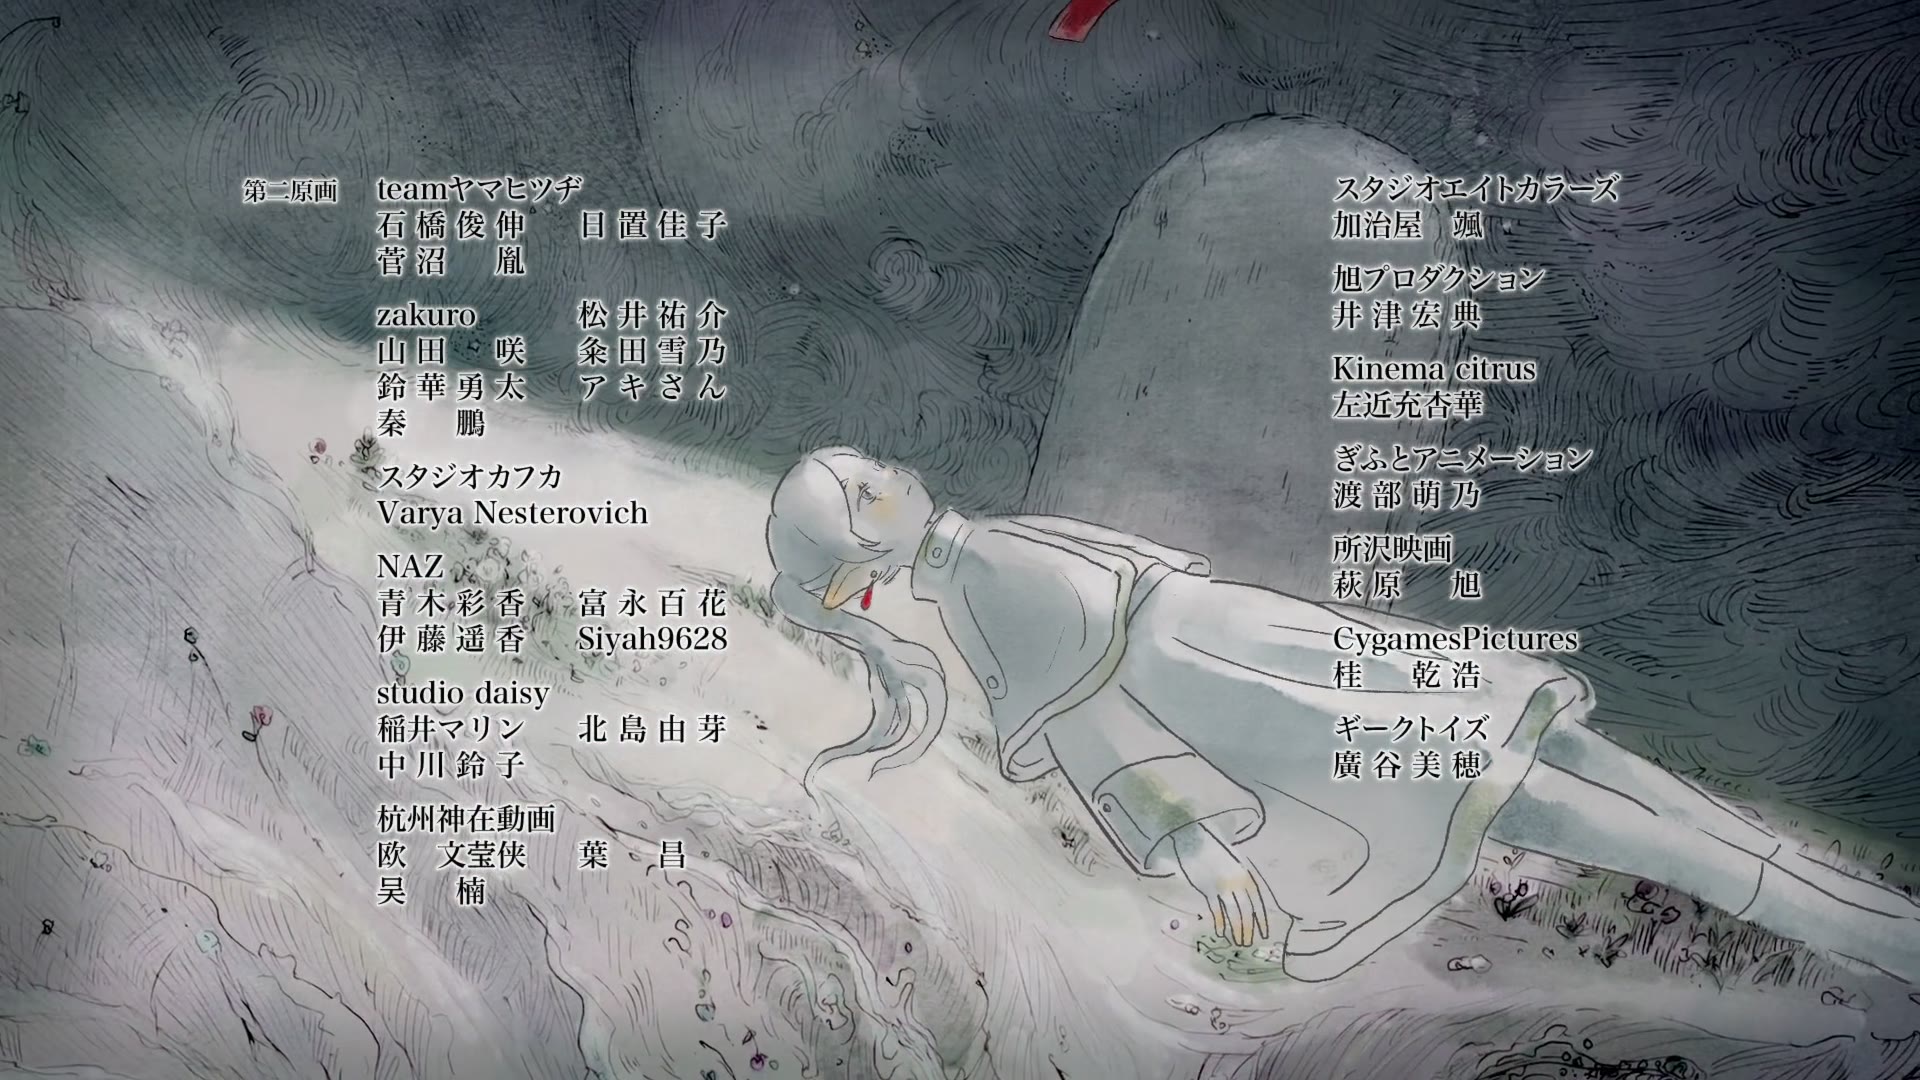 第二原画 teamヤマヒツヂ
石橋俊伸 日置佳子
菅沼 胤
zakuro 松井祐介
山田 咲 粂田雪乃
鈴華勇太 アキさん
秦 鵬
スタジオカフカ
Varya Nesterovich
NAZ
青木彩香 富永百花
伊藤遥香 Siyah9628
studio daisy
稲井マリン 北島由芽
中川鈴子
杭州神在動画
欧 文莹侠 葉 昌
吴 楠
スタジオエイトカラーズ
加治屋 颯
旭プロダクション
井津宏典
Kinema citrus
左近充杏華
ぎふとアニメーション
渡部萌乃
所沢映画
萩原 旭
CygamesPictures
桂 乾浩
ギークトイズ
廣谷美穂